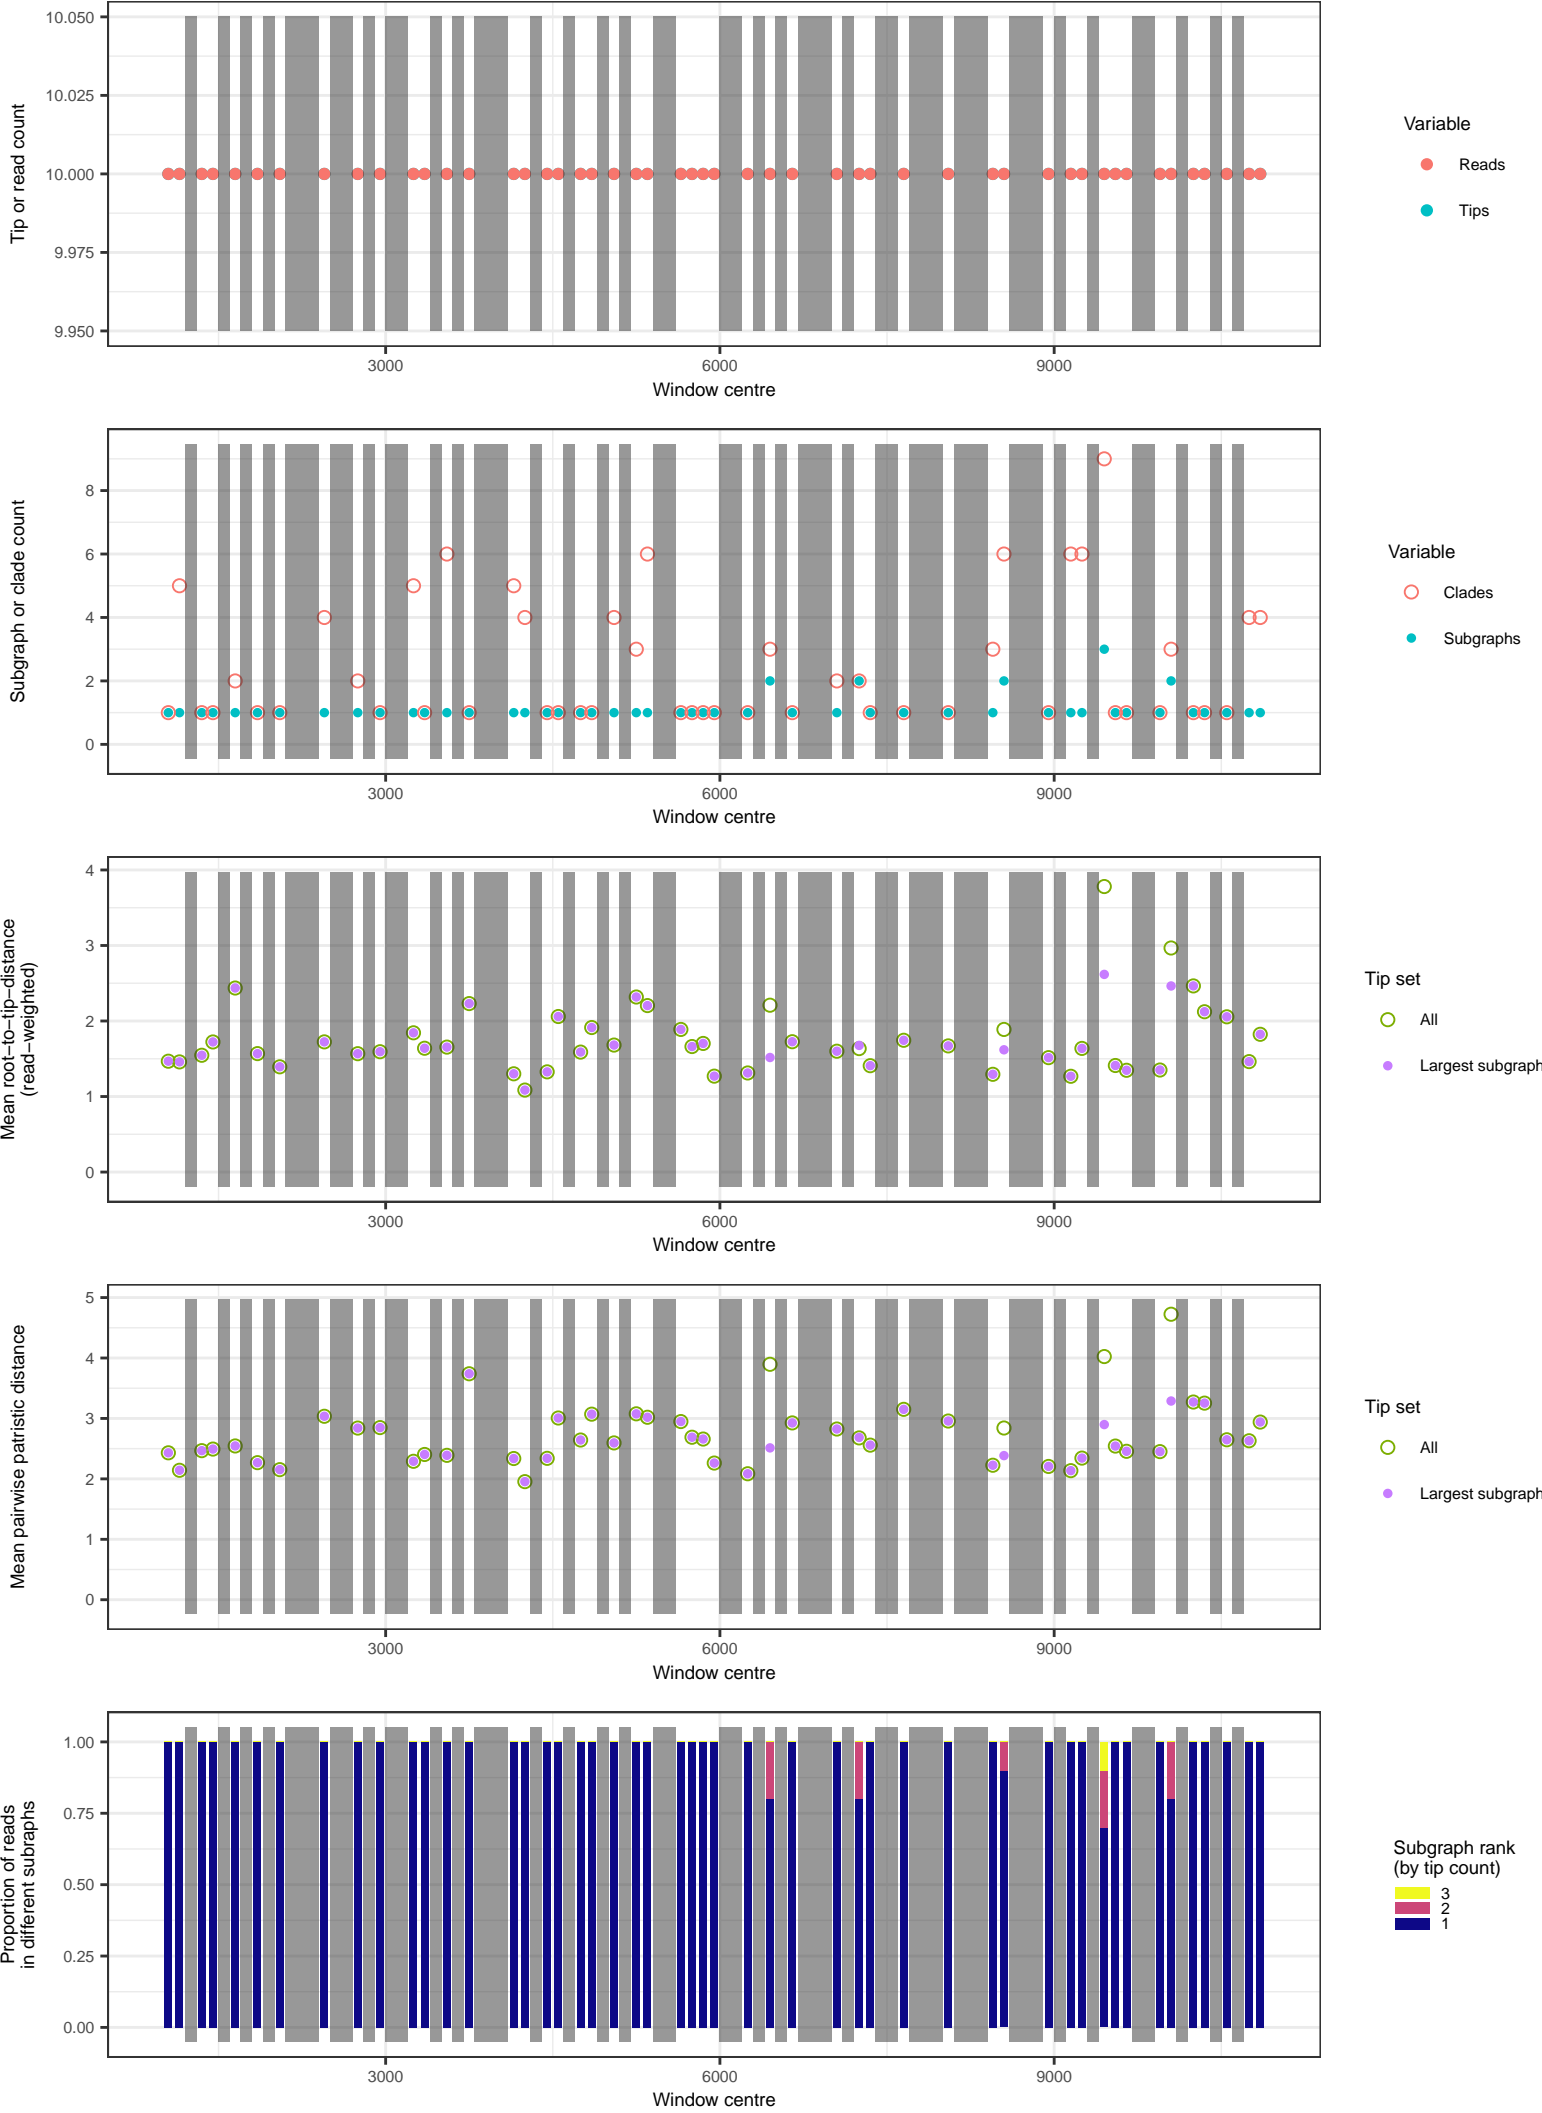 10.050
10.025
10.000
9.975
9.950
Tip or read count
3000
6000
9000
Window centre
Variable
Reads
Tips
8
6
4
2
0
Subgraph or clade count
3000
6000
9000
Window centre
Variable
Clades
Subgraphs
4
3
2
1
0
Mean root−to−tip−distance
(read−weighted)
3000
6000
9000
Window centre
Tip set
All
Largest subgraph
5
4
3
2
1
0
Mean pairwise patristic distance
3000
6000
9000
Window centre
Tip set
All
Largest subgraph
1.00
0.75
0.50
0.25
0.00
Proportion of reads
in different subraphs
3000
6000
9000
Window centre
Subgraph rank
(by tip count)
3
2
1